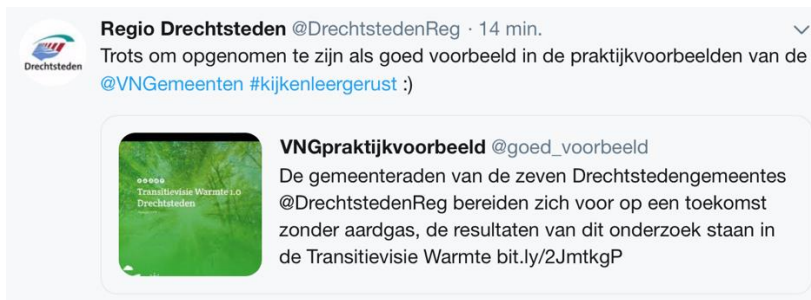 Regio Drechtsteden @DrechtstedenReg · 14 min.
Trots om opgenomen te zijn als goed voorbeeld in de praktijkvoorbeelden van de
@VNGemeenten #kijkenleergerust :)
Drechtsteden
VNGpraktijkvoorbeeld @goed_voorbeeld
De gemeenteraden van de zeven Drechtstedengemeentes
@DrechtstedenReg bereiden zich voor op een toekomst
zonder aardgas, de resultaten van dit onderzoek staan in
de Transitievisie Warmte bit.ly/2JmtkgP
Transitievisie Warmte 1.0
Drechtsteden